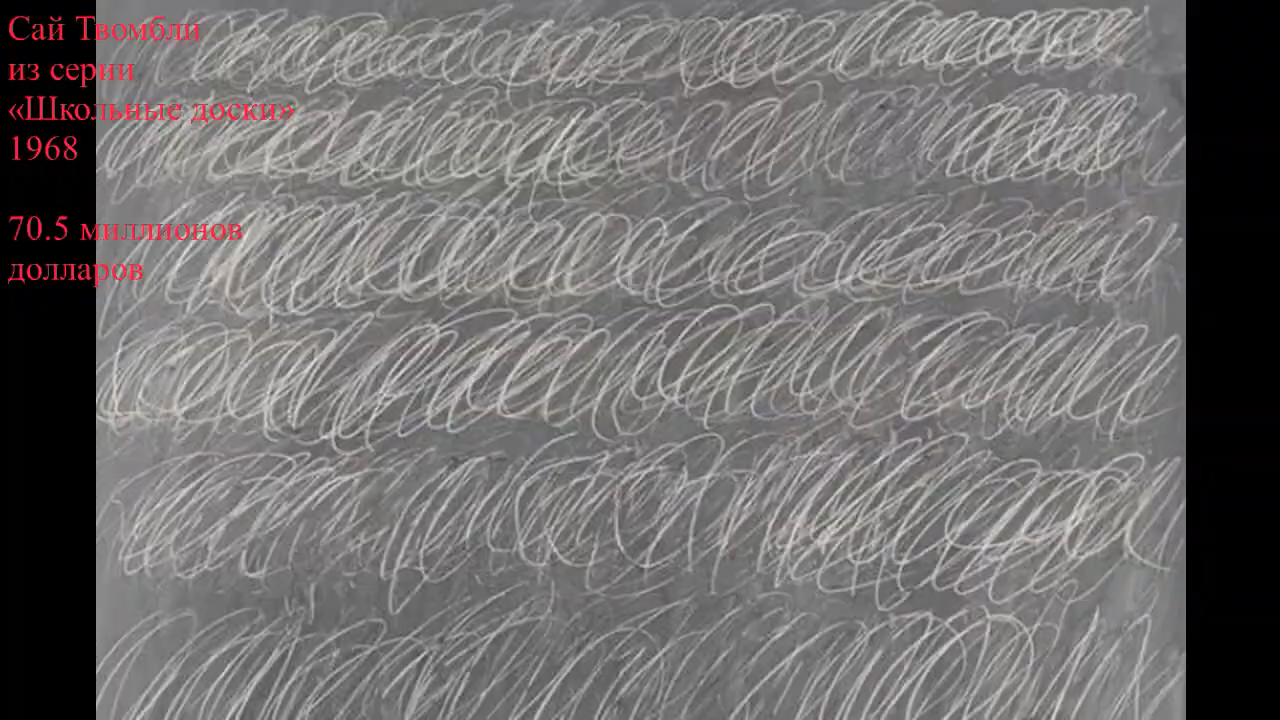 Сай Твомбли
из серии
«Школьные доски»
1968
70.5 миллионов
долларов